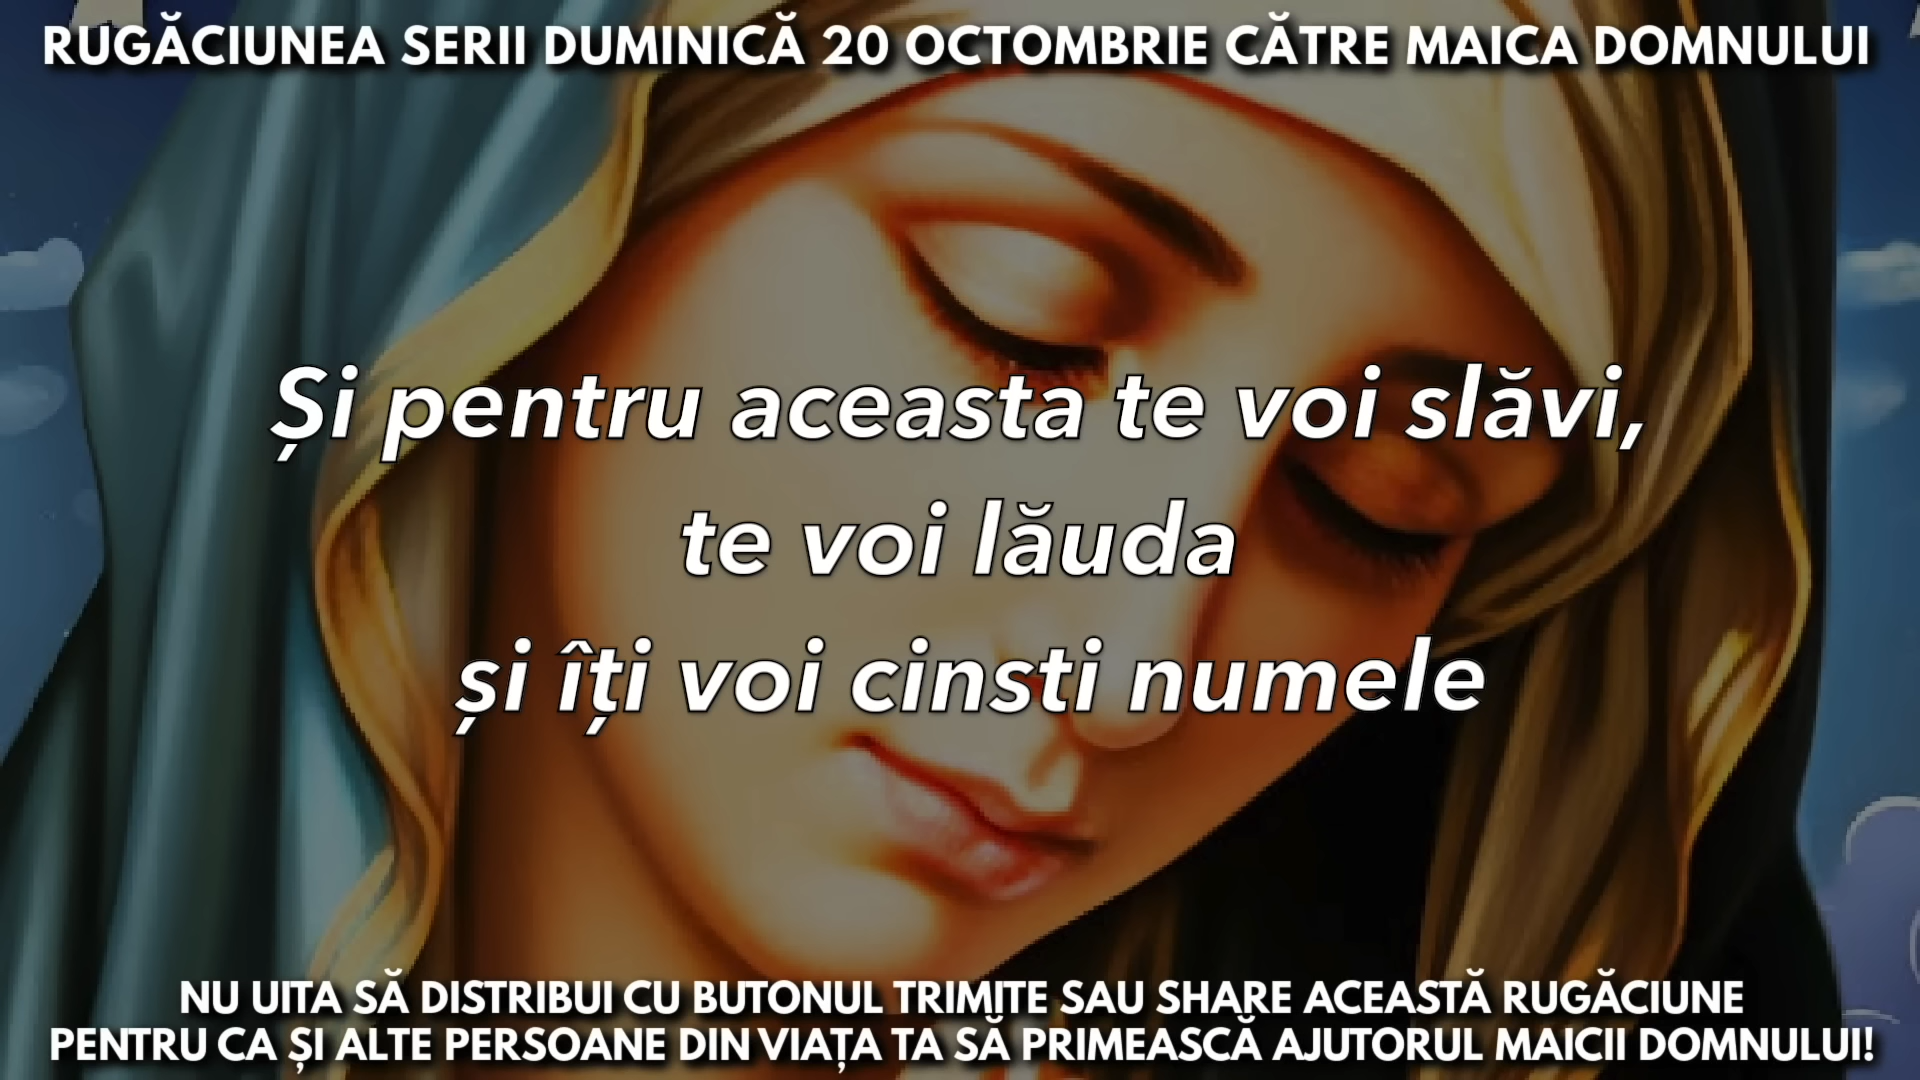 RUGĂCIUNEA SERII DUMINICĂ 20 OCTOMBRIE CĂTRE MAICA DOMNULUI
Și pentru aceasta te voi slăvi,
te voi lăuda
și îți voi cinsti numele
NU UITA SĂ DISTRIBUI CU BUTONUL TRIMITE SAU SHARE ACEASTĂ RUGĂCIUNE
PENTRU CA ȘI ALTE PERSOANE DIN VIAȚA TA SĂ PRIMEASCĂ AJUTORUL MAICII DOMNULUI!